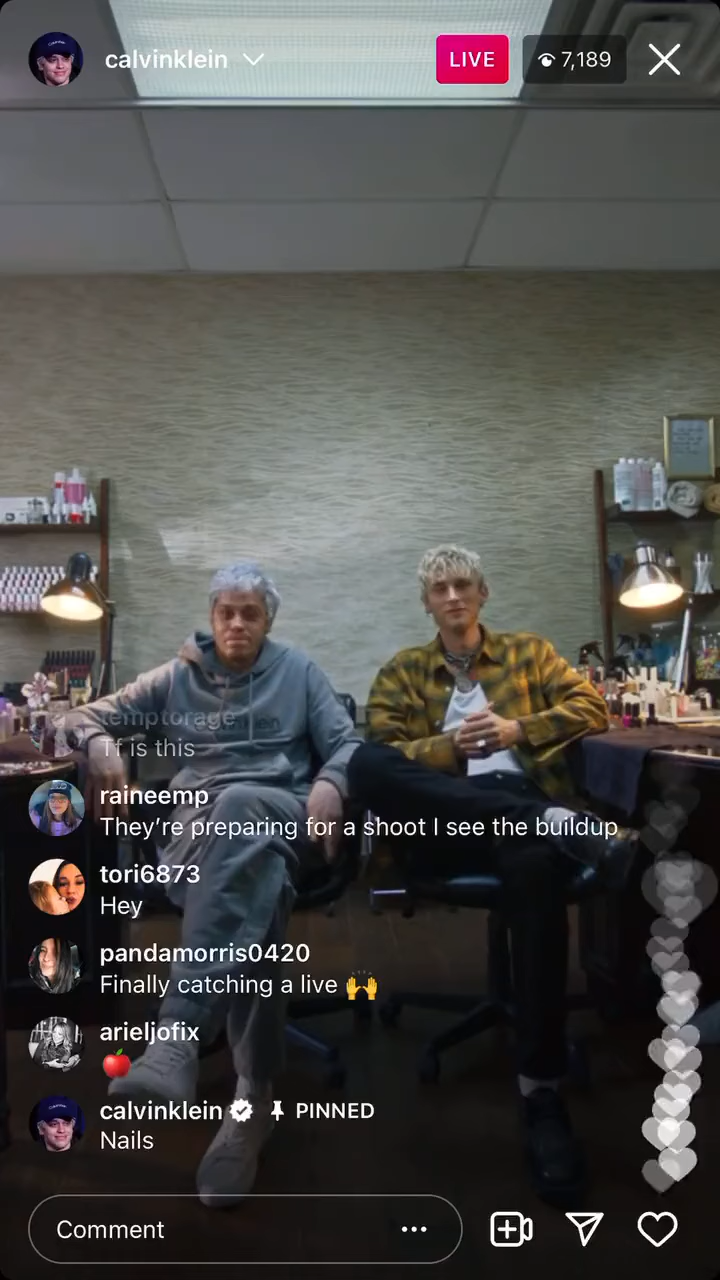 calvinklein
LIVE
7,189
temptorage
Tf is this
raineemp
They’re preparing for a shoot I see the buildup
tori6873
Hey
pandamorris0420
Finally catching a live 🙌
arieljofix
🍎
calvinklein PINNED
Nails
Comment